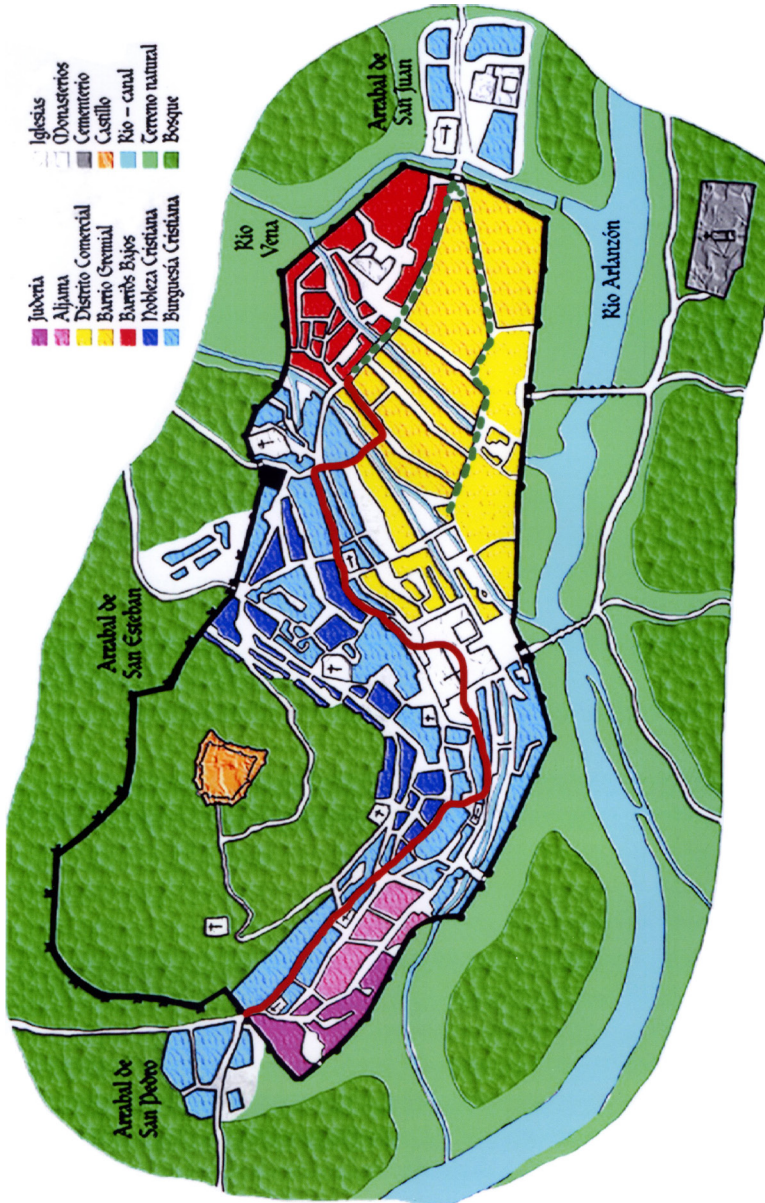 Judería
Aljama
Distrito Comercial
Barrio Gremial
Barrios Bajos
Nobleza Cristiana
Burguesía Cristiana
Iglesias
Monasterios
Cementerio
Castillo
Río – canal
Terreno natural
Bosque
Arrabal de
San Pedro
Arrabal de
San Esteban
Río
Vena
Arrabal de
San Juan
Río Arlanzón